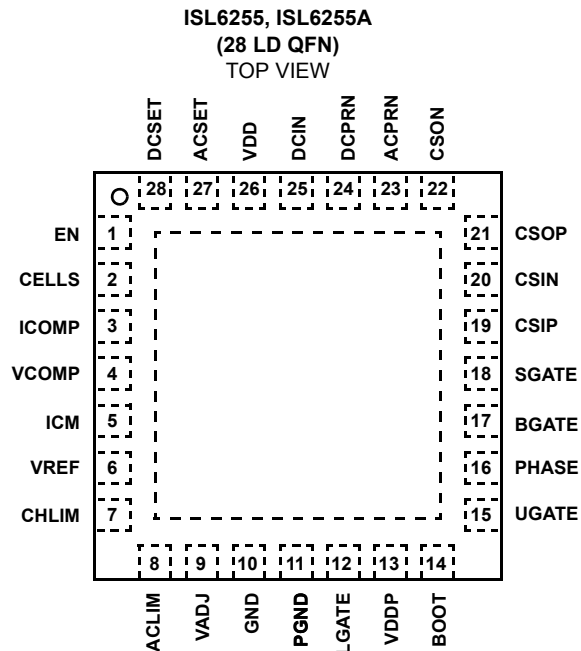 ISL6255, ISL6255A
(28 LD QFN)
TOP VIEW
DCSET
ACSET
VDD
DCIN
DCPRN
ACPRN
CSON
28 27 26 25 24 23 22
EN 1
21 CSOP
CELLS 2
20 CSIN
ICOMP 3
19 CSIP
VCOMP 4
18 SGATE
ICM 5
17 BGATE
VREF 6
16 PHASE
CHLIM 7
15 UGATE
8 9 10 11 12 13 14
ACLIM
VADJ
GND
PGND
LGATE
VDDP
BOOT